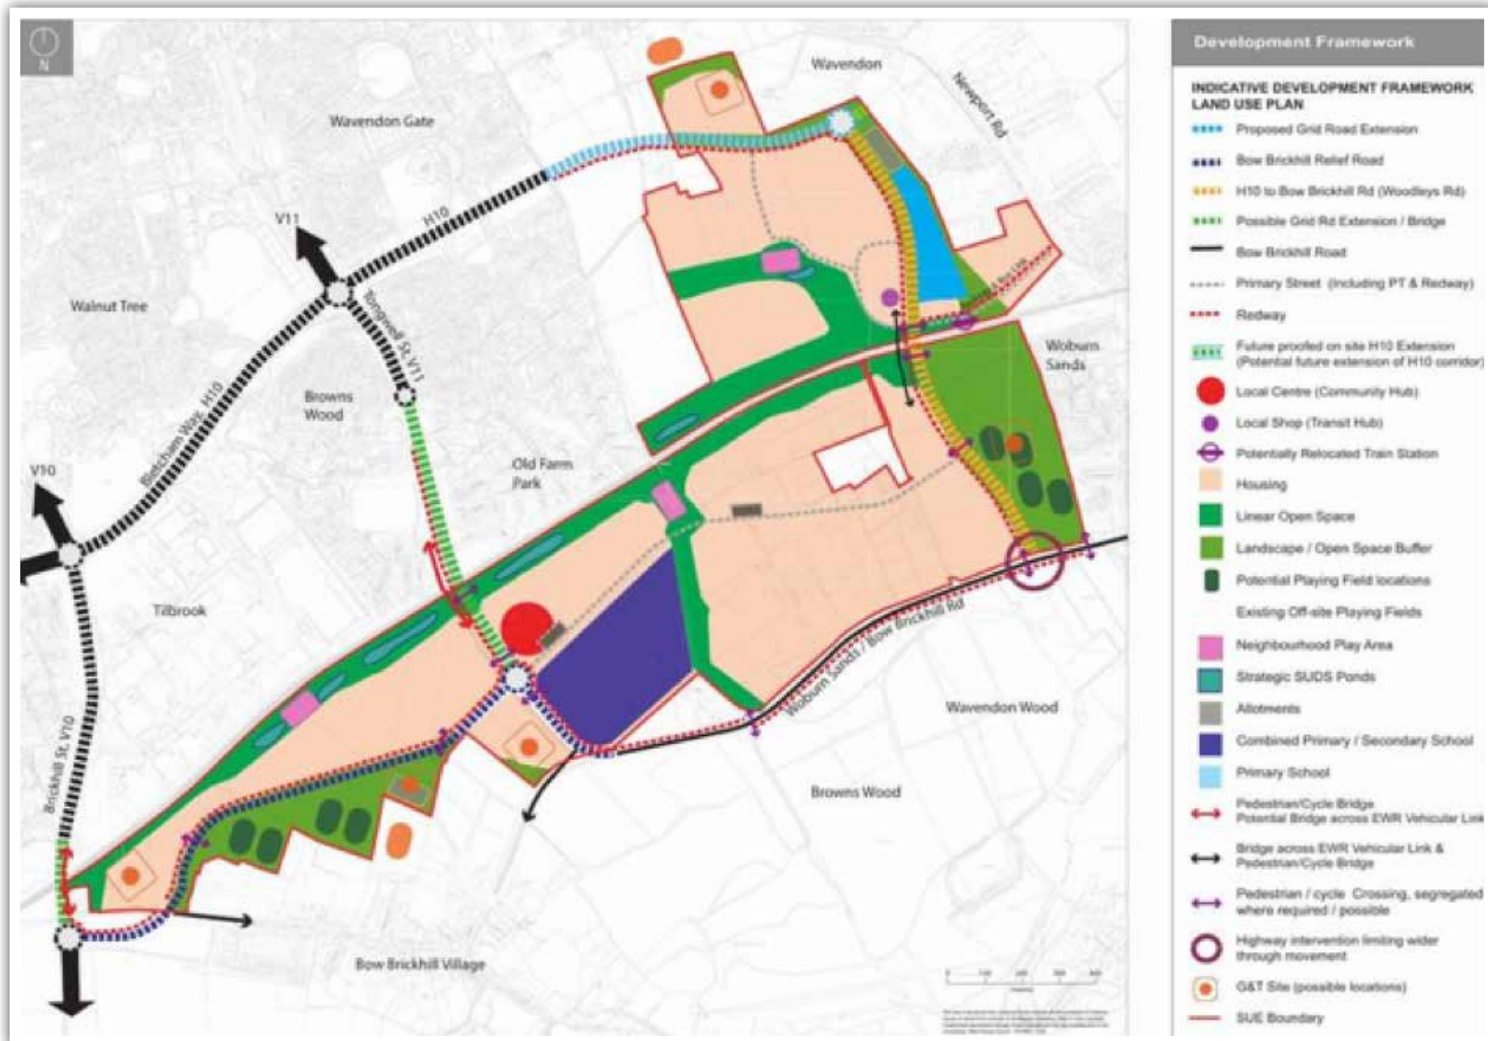 N
Wavendon
Newport Rd
Wavendon Gate
V11
H10
Walnut Tree
Tongwell St, V11
Woburn
Sands
Browns
Wood
Bletcham Way, H10
V10
Old Farm
Park
Tilbrook
Woburn Sands / Bow Brickhill Rd
Wavendon Wood
Brickhill St, V10
Browns Wood
Bow Brickhill Village
0 100 200 300 400
Development Framework
INDICATIVE DEVELOPMENT FRAMEWORK
LAND USE PLAN
Proposed Grid Road Extension
Bow Brickhill Relief Road
H10 to Bow Brickhill Rd (Woodleys Rd)
Possible Grid Rd Extension / Bridge
Bow Brickhill Road
Primary Street (Including PT & Redway)
Redway
Future proofed on site H10 Extension
(Potential future extension of H10 corridor)
Local Centre (Community Hub)
Local Shop (Transit Hub)
Potentially Relocated Train Station
Housing
Linear Open Space
Landscape / Open Space Buffer
Potential Playing Field locations
Existing Off-site Playing Fields
Neighbourhood Play Area
Strategic SUDS Ponds
Allotments
Combined Primary / Secondary School
Primary School
Pedestrian/Cycle Bridge
Potential Bridge across EWR Vehicular Link
Bridge across EWR Vehicular Link &
Pedestrian/Cycle Bridge
Pedestrian / cycle Crossing, segregated
where required / possible
Highway intervention limiting wider
through movement
G&T Site (possible locations)
SUE Boundary